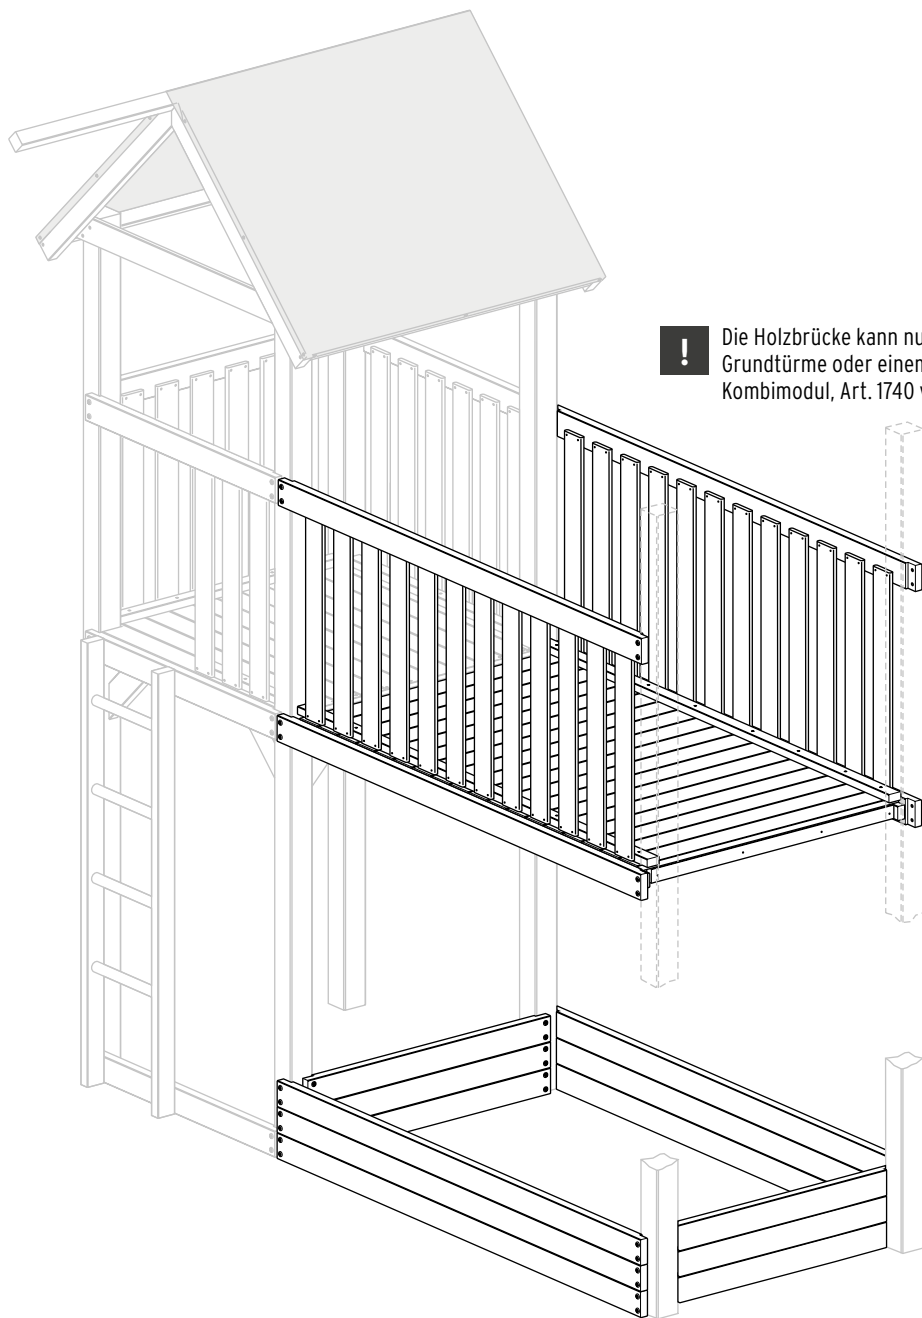 !
Die Holzbrücke kann nu
Grundtürme oder einen
Kombimodul, Art. 1740 v